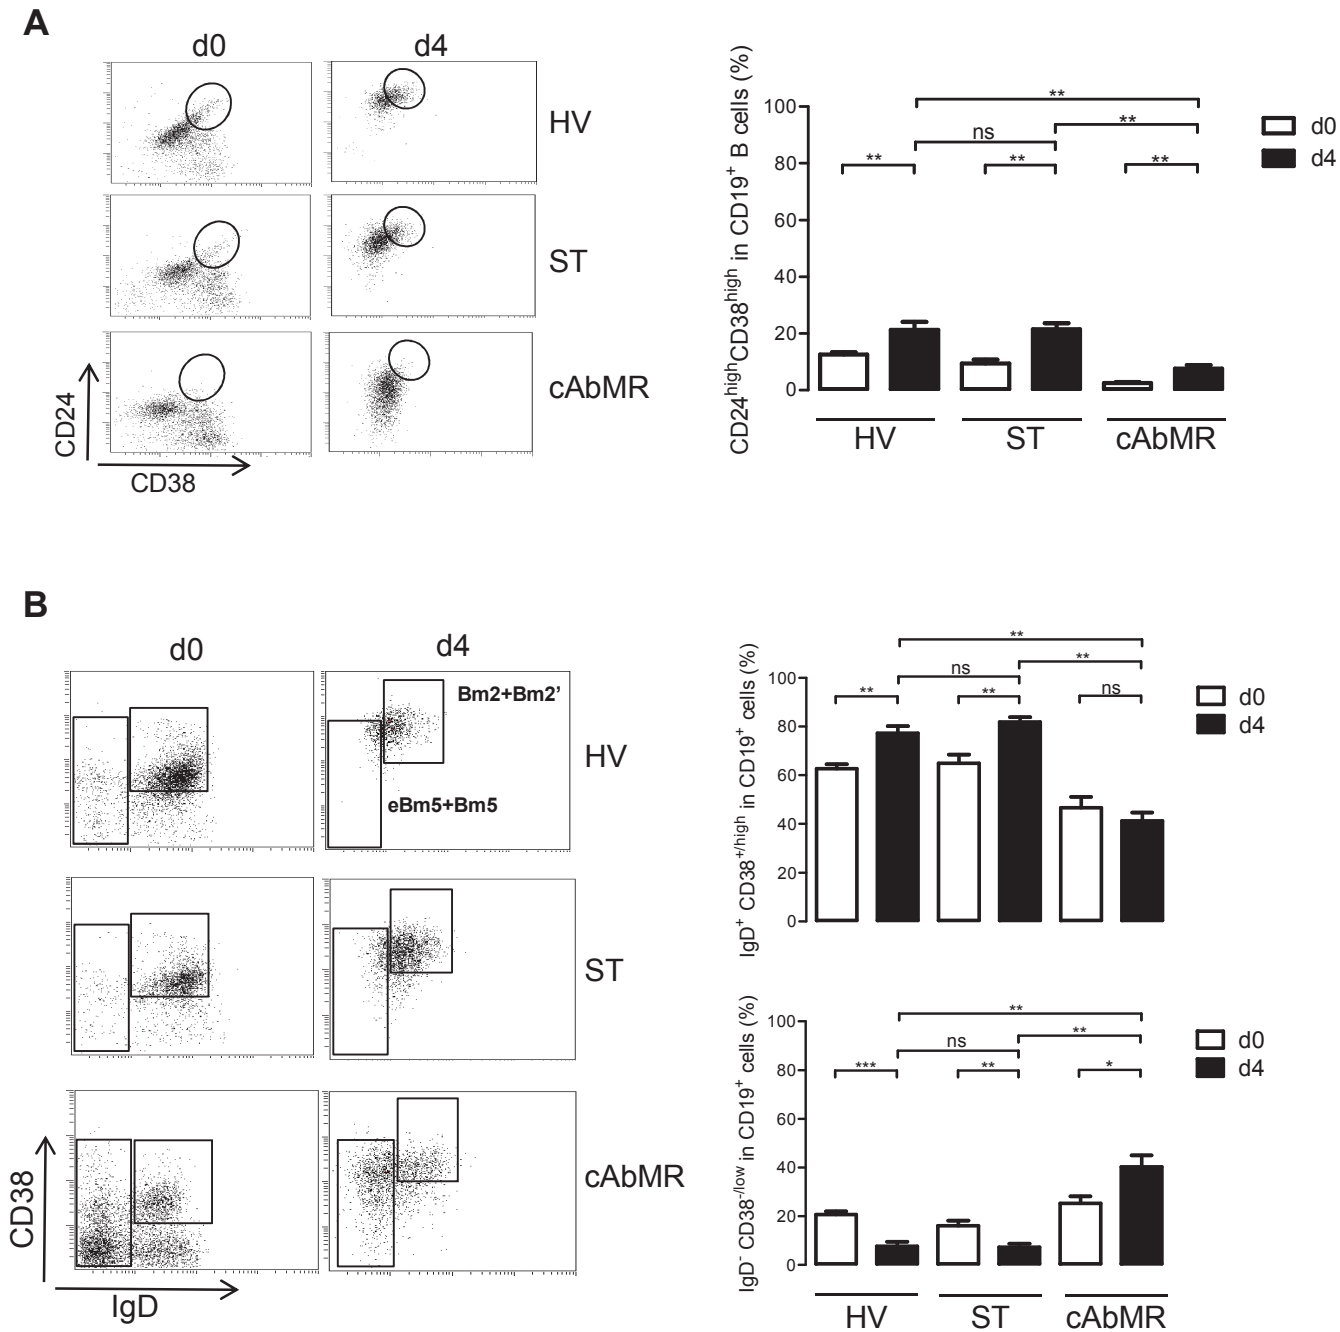 A
d0
d4
HV
ST
cAbMR
CD24
CD38
CD24highCD38high in CD19+ B cells (%)
100
80
60
40
20
0
**
**
ns
**
**
**
d0
d4
HV
ST
cAbMR
B
d0
d4
Bm2+Bm2’
eBm5+Bm5
HV
ST
cAbMR
CD38
IgD
IgD+ CD38+/high in CD19+ cells (%)
100
80
60
40
20
0
**
**
ns
**
**
ns
d0
d4
IgD- CD38-/low in CD19+ cells (%)
100
80
60
40
20
0
**
**
ns
***
**
*
d0
d4
HV
ST
cAbMR